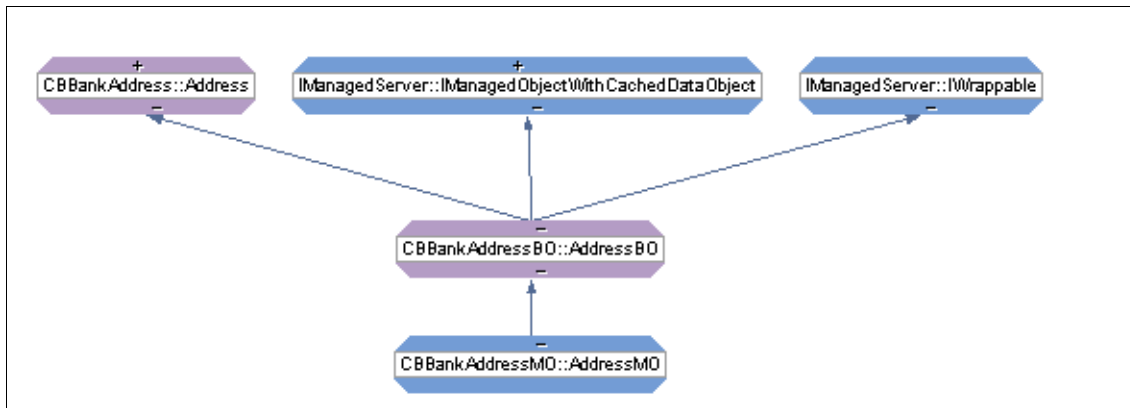 + + 
CBBankAddress::Address IManagedServer::IManagedObjectWithCachedDataObject IManagedServer::IWrappable
− − −
−
CBBankAddressBO::AddressBO
−
−
CBBankAddressMO::AddressMO